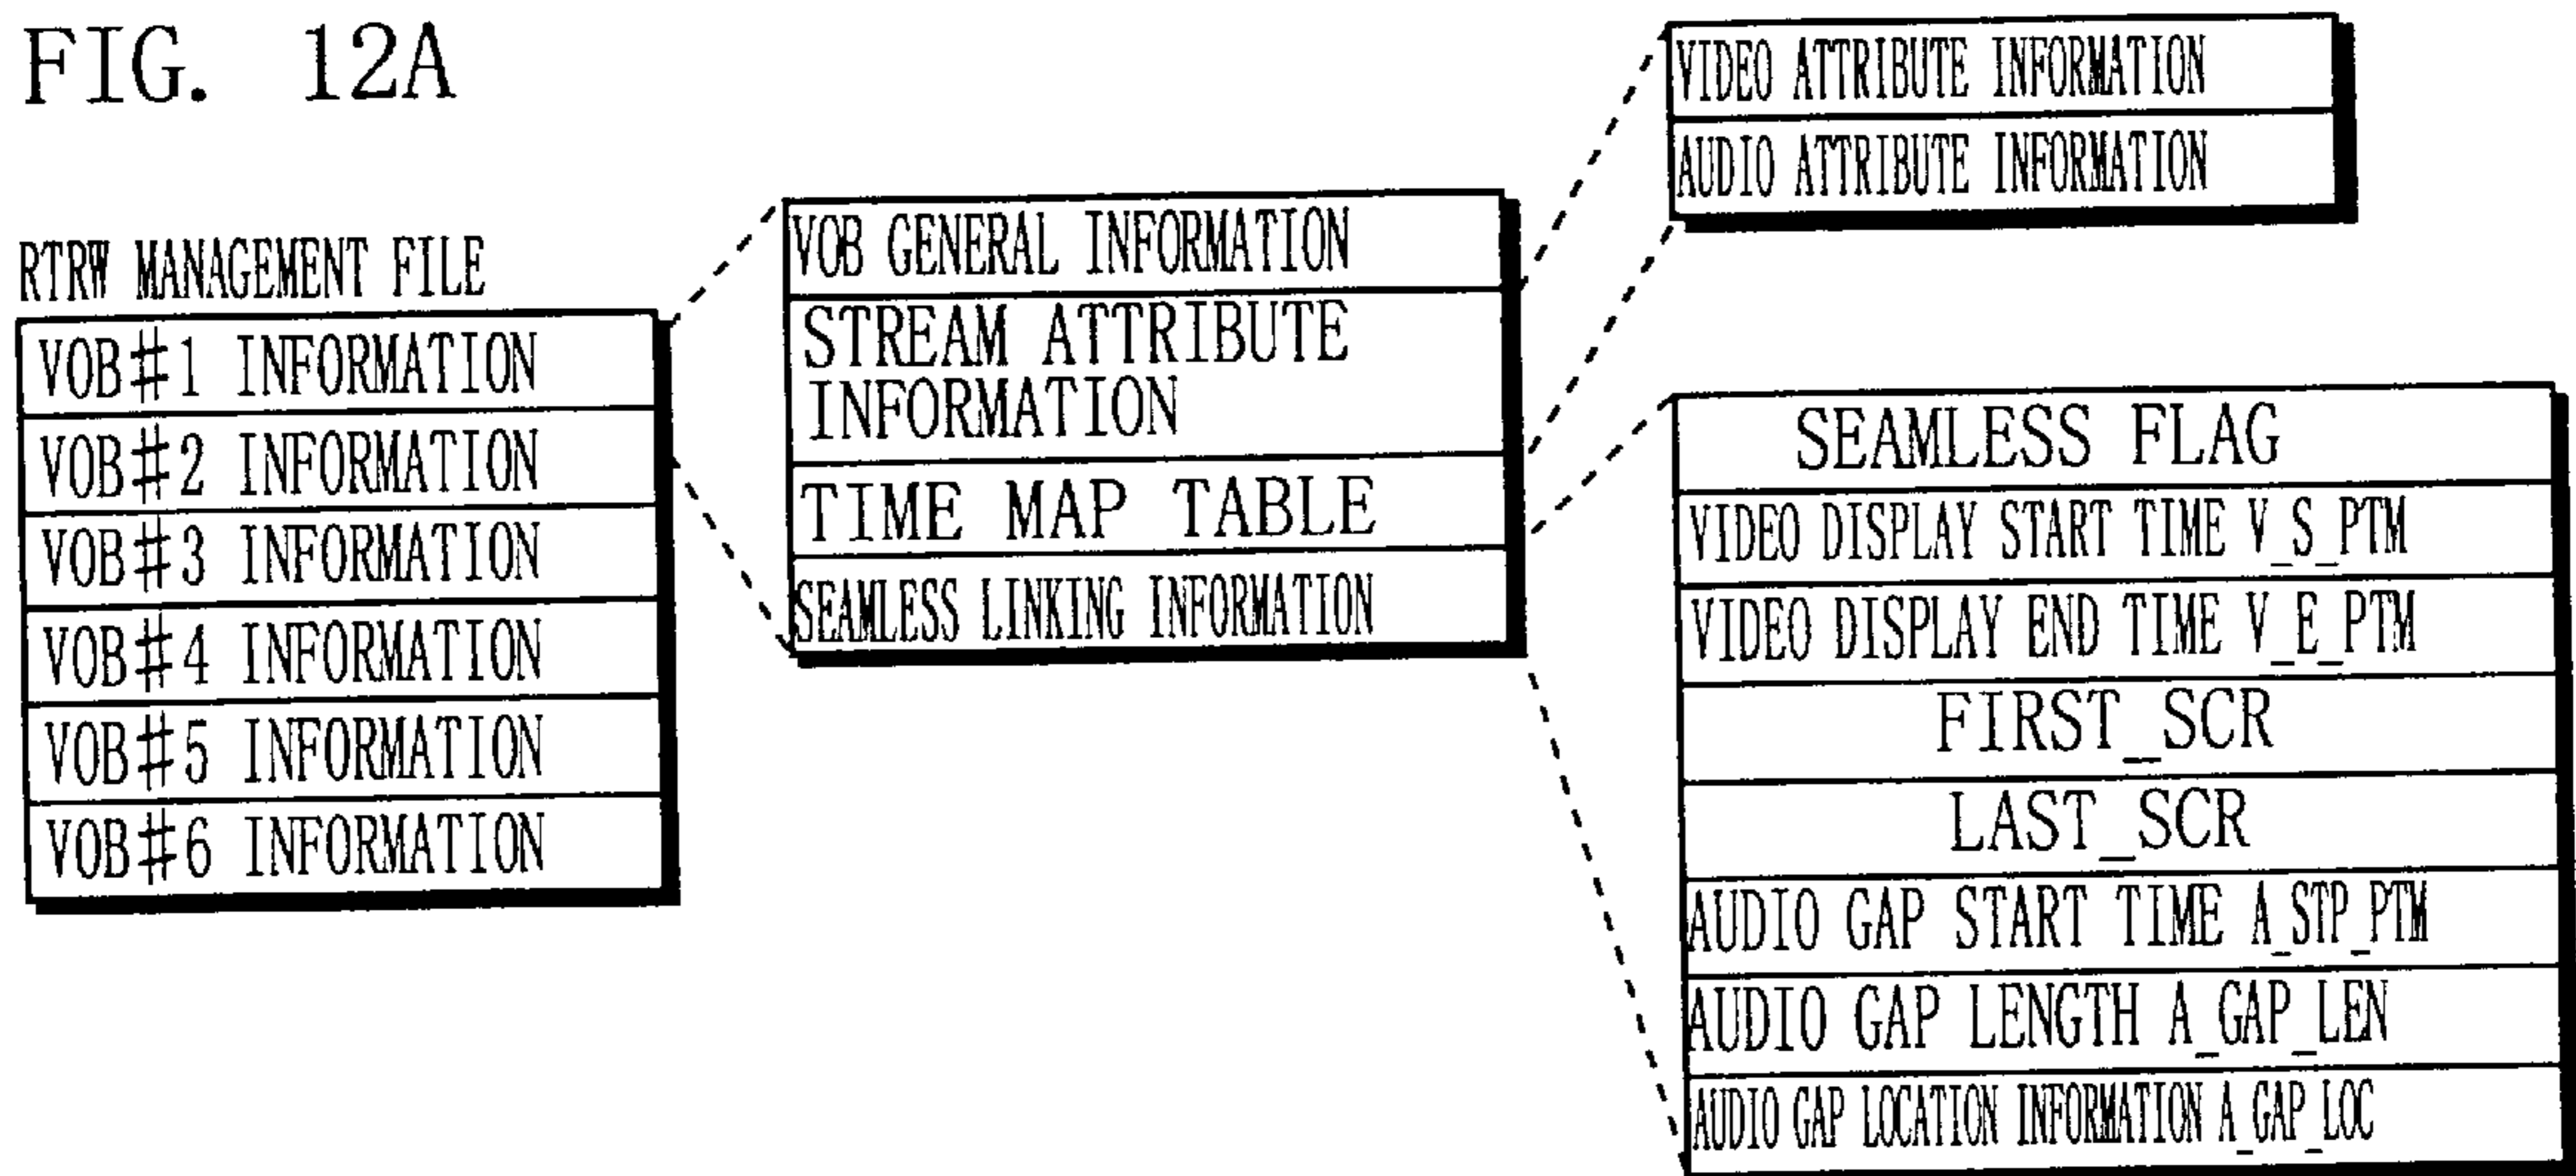 FIG. 12A
RTRW MANAGEMENT FILE
VOB#1 INFORMATION
VOB#2 INFORMATION
VOB#3 INFORMATION
VOB#4 INFORMATION
VOB#5 INFORMATION
VOB#6 INFORMATION
VOB GENERAL INFORMATION
STREAM ATTRIBUTE
INFORMATION
TIME MAP TABLE
SEAMLESS LINKING INFORMATION
VIDEO ATTRIBUTE INFORMATION
AUDIO ATTRIBUTE INFORMATION
SEAMLESS FLAG
VIDEO DISPLAY START TIME V_S_PTM
VIDEO DISPLAY END TIME V_E_PTM
FIRST_SCR
LAST_SCR
AUDIO GAP START TIME A_STP_PTM
AUDIO GAP LENGTH A_GAP_LEN
AUDIO GAP LOCATION INFORMATION A_GAP_LOC